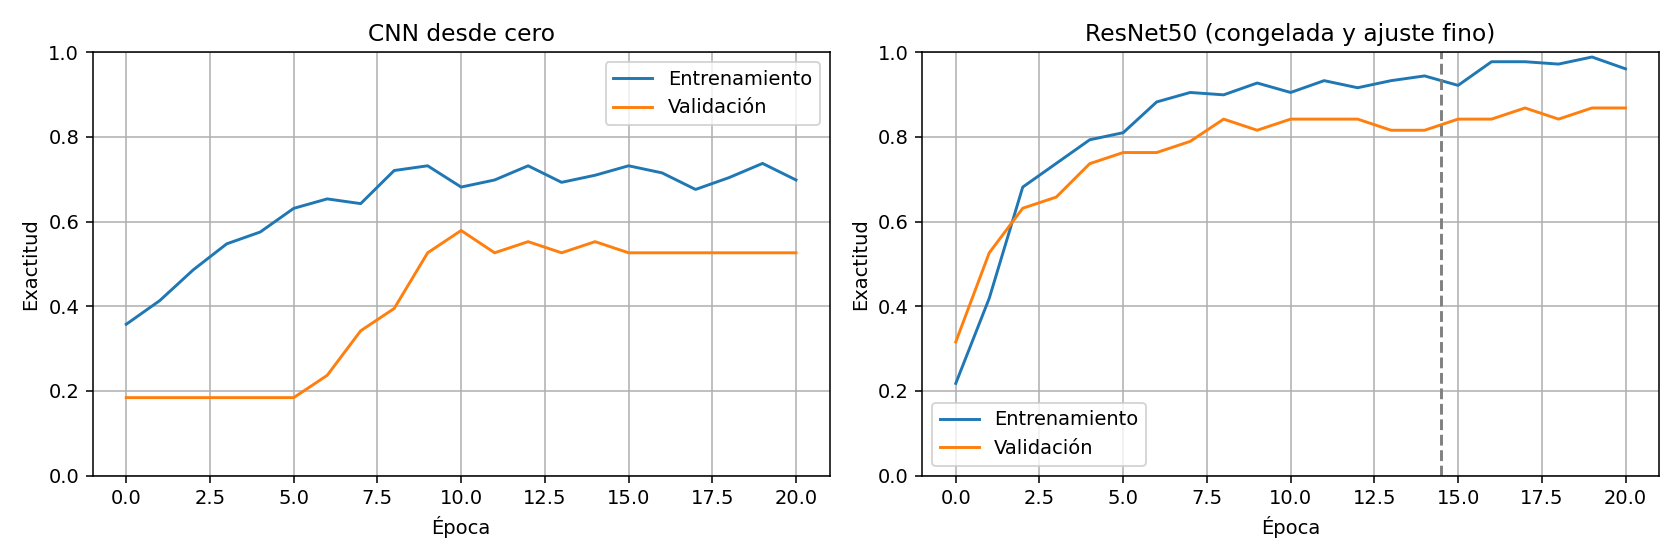 CNN desde cero
Exactitud
1.0
0.8
0.6
0.4
0.2
0.0
Entrenamiento
Validación
0.0 2.5 5.0 7.5 10.0 12.5 15.0 17.5 20.0
Época
ResNet50 (congelada y ajuste fino)
Exactitud
1.0
0.8
0.6
0.4
0.2
0.0
Entrenamiento
Validación
0.0 2.5 5.0 7.5 10.0 12.5 15.0 17.5 20.0
Época